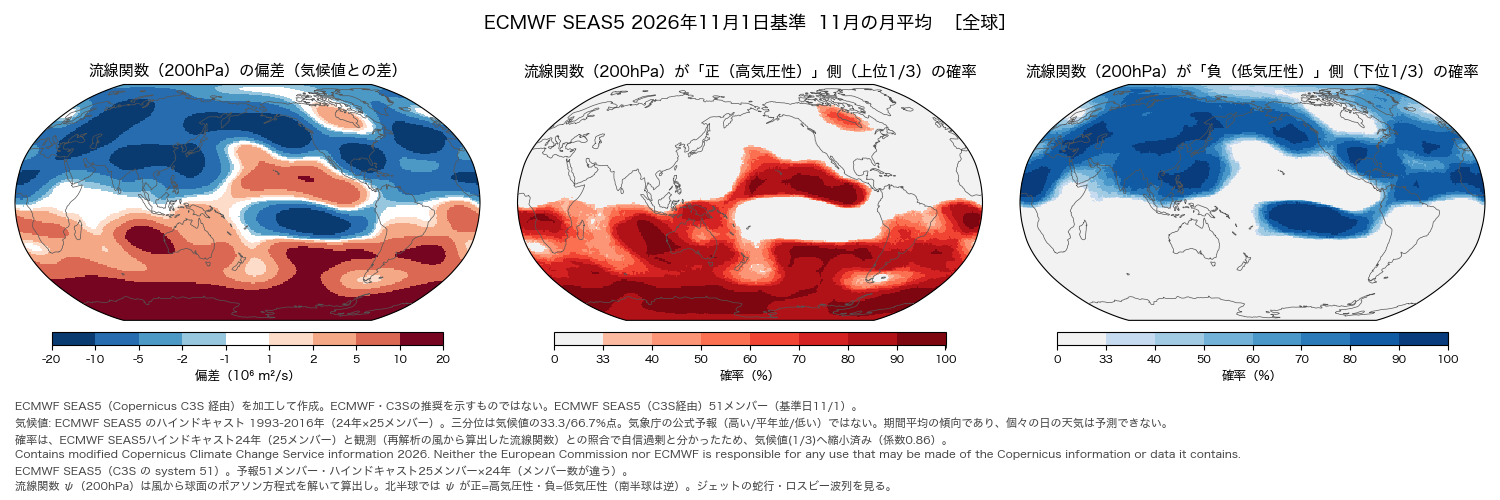 ECMWF SEAS5 2026年11月1日基準 11月の月平均 ［全球］
流線関数（200hPa）の偏差（気候値との差）
流線関数（200hPa）が「正（高気圧性）」側（上位1/3）の確率
流線関数（200hPa）が「負（低気圧性）」側（下位1/3）の確率
-20 -10 -5 -2 -1 1 2 5 10 20
偏差（10⁶ m²/s）
0 33 40 50 60 70 80 90 100
確率（%）
0 33 40 50 60 70 80 90 100
確率（%）
ECMWF SEAS5（Copernicus C3S 経由）を加工して作成。ECMWF・C3Sの推奨を示すものではない。ECMWF SEAS5（C3S経由）51メンバー（基準日11/1）。
気候値: ECMWF SEAS5 のハインドキャスト 1993-2016年（24年×25メンバー）。三分位は気候値の33.3/66.7%点。気象庁の公式予報（高い/平年並/低い）ではない。期間平均の傾向であり、個々の日の天気は予測できない。
確率は、ECMWF SEAS5ハインドキャスト24年（25メンバー）と観測（再解析の風から算出した流線関数）との照合で自信過剰と分かったため、気候値(1/3)へ縮小済み（係数0.86）。
Contains modified Copernicus Climate Change Service information 2026. Neither the European Commission nor ECMWF is responsible for any use that may be made of the Copernicus information or data it contains.
ECMWF SEAS5（C3S の system 51）。予報51メンバー・ハインドキャスト25メンバー×24年（メンバー数が違う）。
流線関数 ψ（200hPa）は風から球面のポアソン方程式を解いて算出し。北半球では ψ が正=高気圧性・負=低気圧性（南半球は逆）。ジェットの蛇行・ロスビー波列を見る。